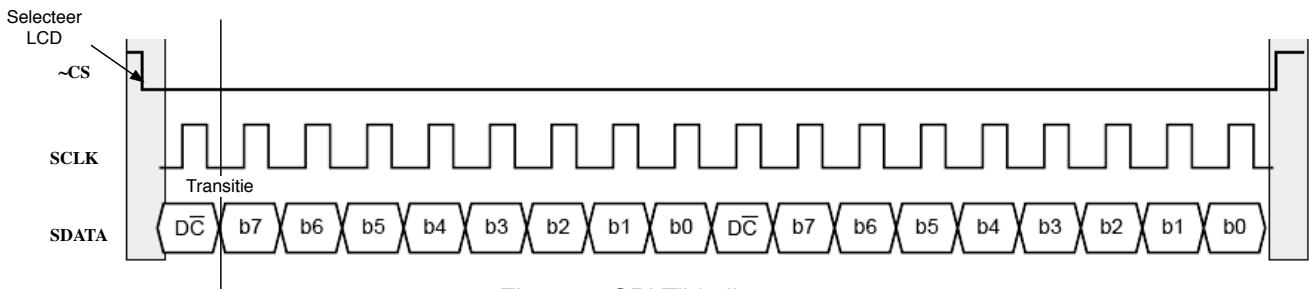 Selecteer
LCD
~CS
SCLK
Transitie
SDATA
DC̅ b7 b6 b5 b4 b3 b2 b1 b0 DC̅ b7 b6 b5 b4 b3 b2 b1 b0